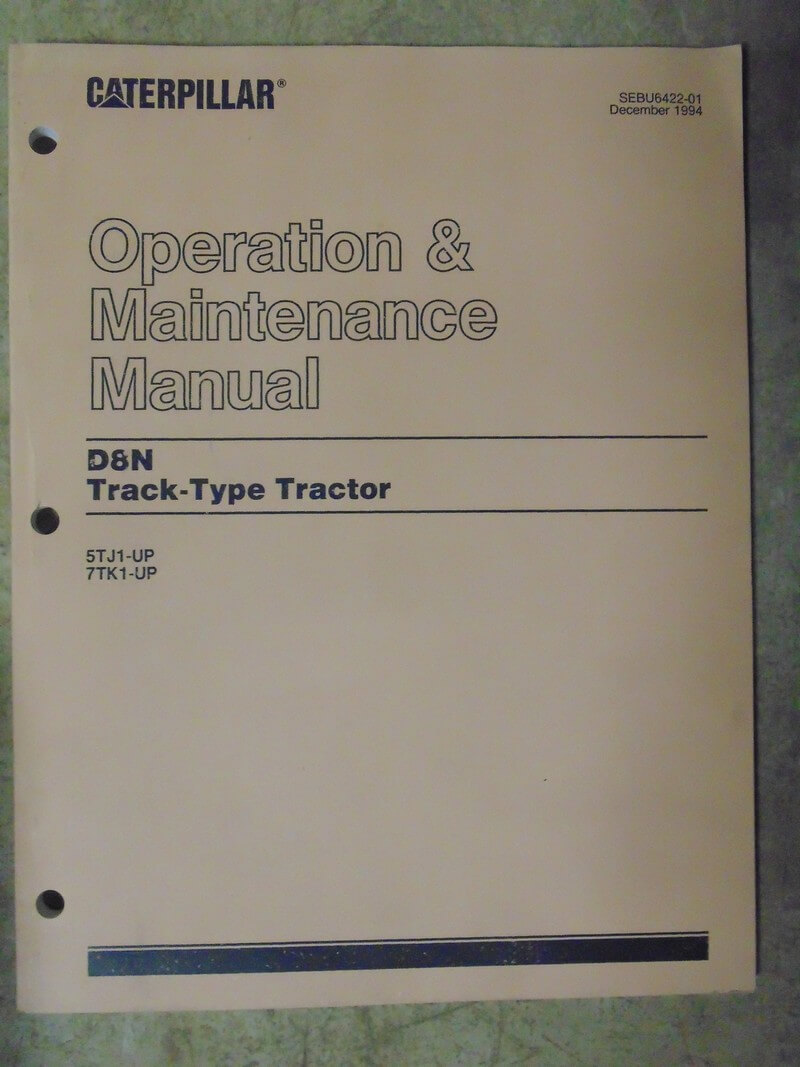 CATERPILLAR®
SEBU6422-01
December 1994
Operation &
Maintenance
Manual
D8N
Track-Type Tractor
5TJ1-UP
7TK1-UP